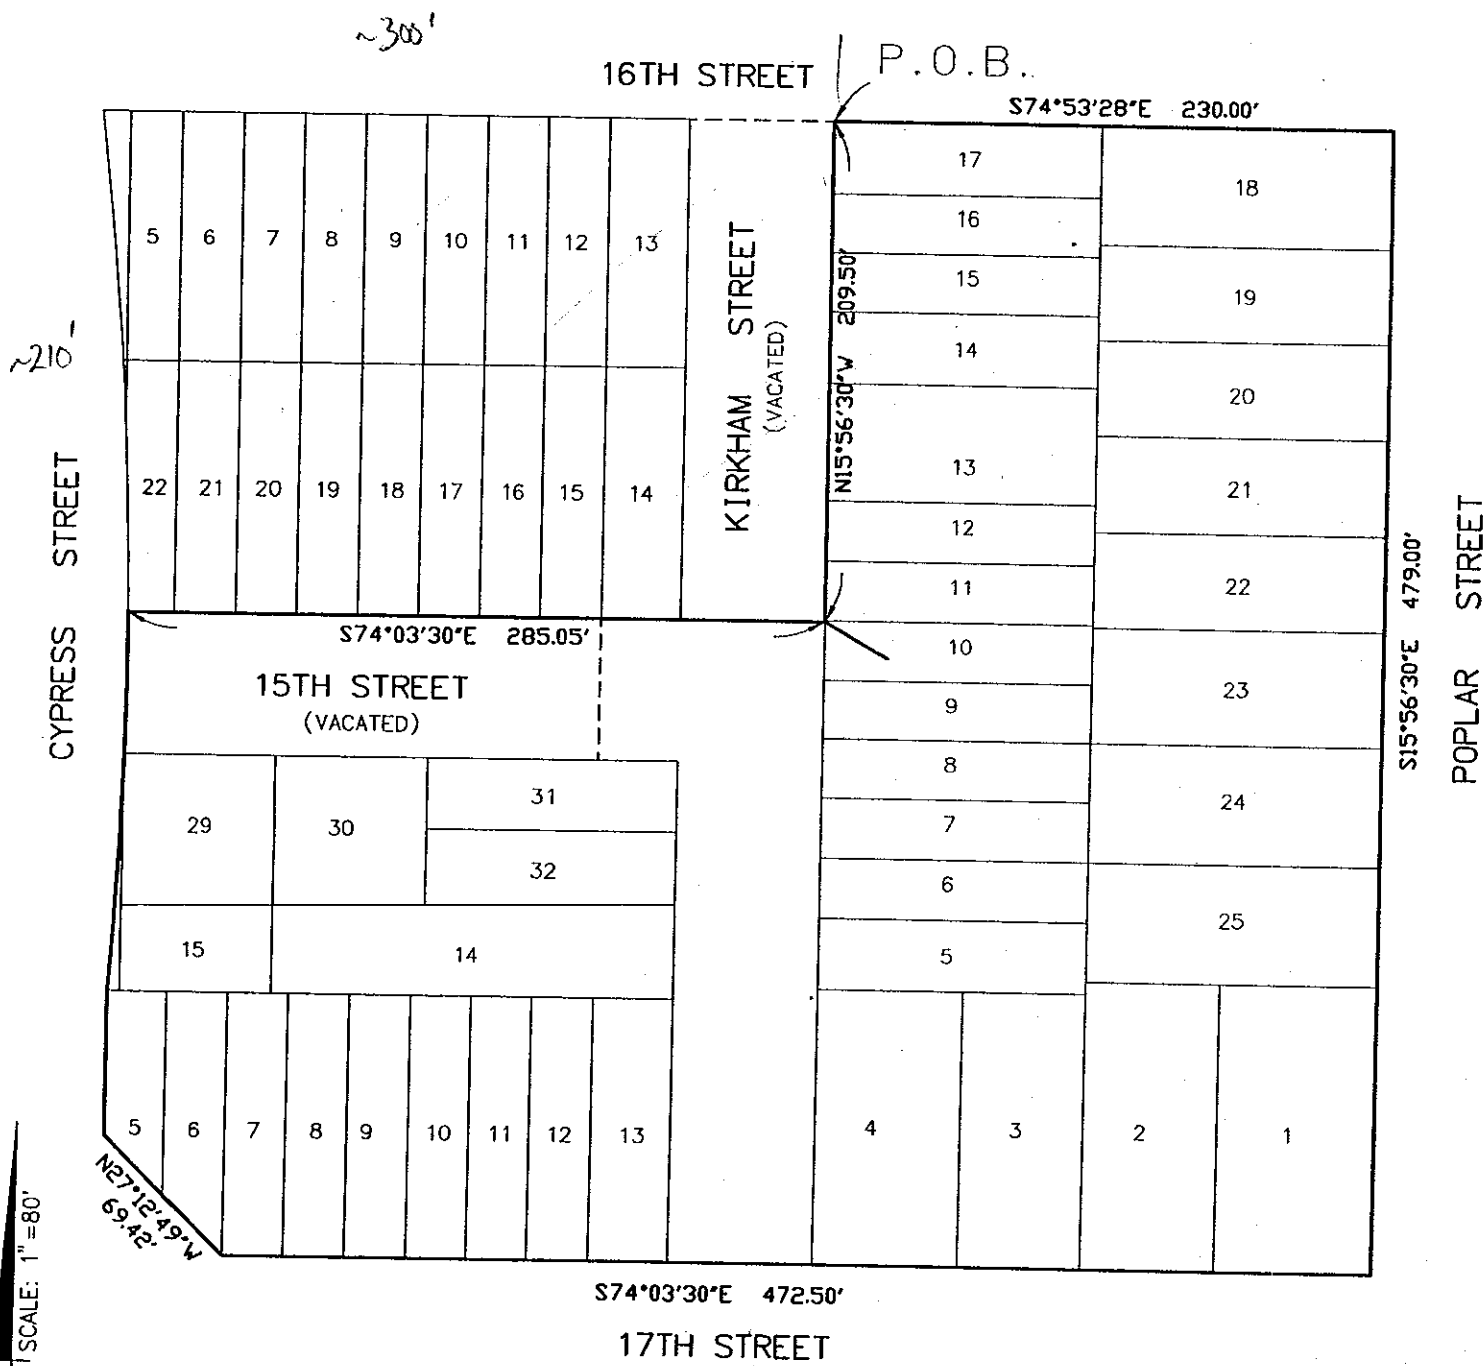 ~300'
16TH STREET
P.O.B.
S74°53'28"E 230.00'
5 6 7 8 9 10 11 12 13
~210'
22 21 20 19 18 17 16 15 14
KIRKHAM STREET
(VACATED)
N15°56'30"W 209.50'
17
16
15
14
13
12
11
10
9
8
7
6
5
18
19
20
21
22
23
24
25
S15°56'30"E 479.00'
POPLAR STREET
CYPRESS STREET
S74°03'30"E 285.05'
15TH STREET
(VACATED)
29 30
31
32
15 14
5 6 7 8 9 10 11 12 13
4 3 2 1
N27°12'49"W
69.42'
SCALE: 1"=80'
S74°03'30"E 472.50'
17TH STREET